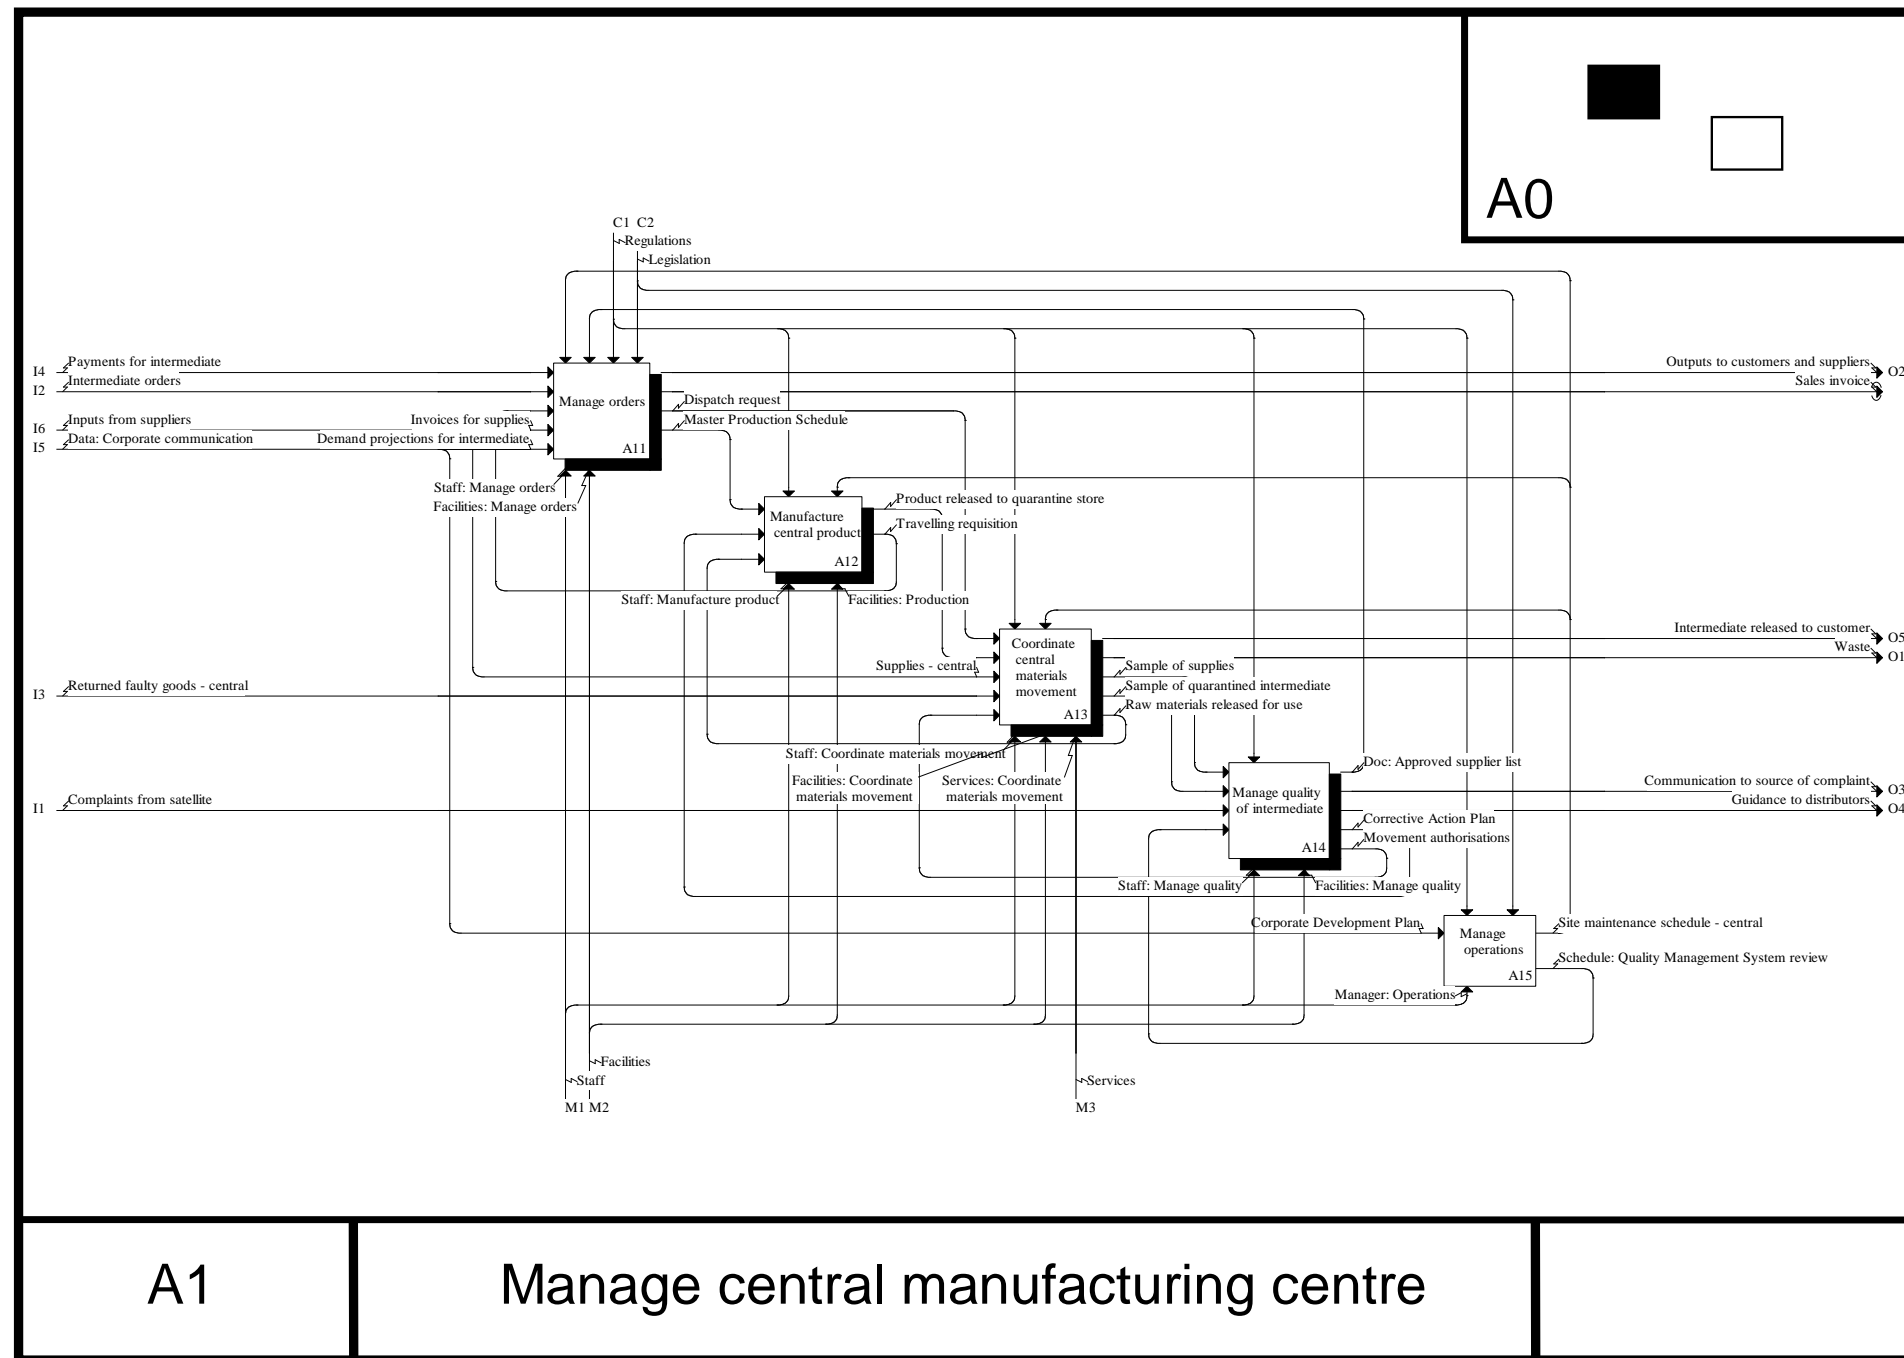 A0
C1 C2
Regulations
Legislation
I4
Payments for intermediate
Outputs to customers and suppliers
O2
I2
Intermediate orders
Sales invoice
Manage orders
A11
Dispatch request
Master Production Schedule
I6
Inputs from suppliers
Invoices for supplies
I5
Data: Corporate communication
Demand projections for intermediate
Staff: Manage orders
Facilities: Manage orders
Manufacture
central product
A12
Product released to quarantine store
Travelling requisition
Staff: Manufacture product
Facilities: Production
Coordinate
central
materials
movement
A13
Intermediate released to customer
O5
Waste
O1
Supplies - central
Sample of supplies
Sample of quarantined intermediate
Raw materials released for use
I3
Returned faulty goods - central
Staff: Coordinate materials movement
Facilities: Coordinate
materials movement
Services: Coordinate
materials movement
Manage quality
of intermediate
A14
Doc: Approved supplier list
Communication to source of complaint
O3
Guidance to distributors
O4
I1
Complaints from satellite
Corrective Action Plan
Movement authorisations
Staff: Manage quality
Facilities: Manage quality
Corporate Development Plan
Manage
operations
A15
Site maintenance schedule - central
Schedule: Quality Management System review
Manager: Operations
Facilities
Staff
Services
M1 M2
M3
A1
Manage central manufacturing centre